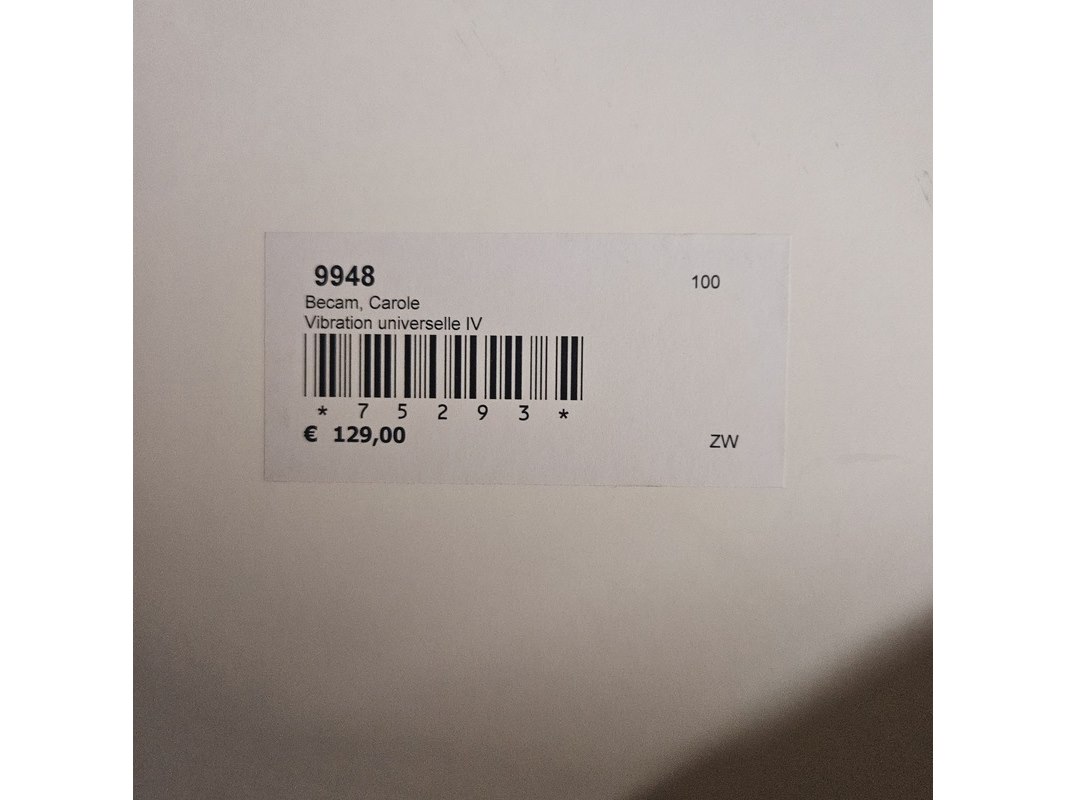 9948
100
Becam, Carole
Vibration universelle IV
* 7 5 2 9 3 *
€ 129,00
ZW